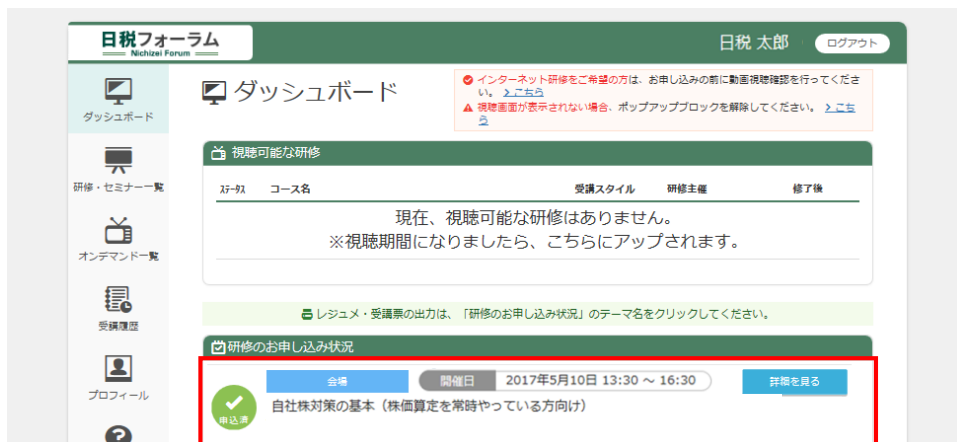 日税フォーラム
Nichizei Forum
日税 太郎
ログアウト
ダッシュボード
研修・セミナー一覧
オンデマンド一覧
受講履歴
プロフィール
ダッシュボード
インターネット研修をご希望の方は、お申し込みの前に動画視聴確認を行ってくださ
い。 >こちら
視聴画面が表示されない場合、ポップアップブロックを解除してください。 >こち
ら
視聴可能な研修
ステータス コース名 受講スタイル 研修主催 修了後
現在、視聴可能な研修はありません。
※視聴期間になりましたら、こちらにアップされます。
レジュメ・受講票の出力は、「研修のお申し込み状況」のテーマ名をクリックしてください。
研修のお申し込み状況
申込済
会場 開催日 2017年5月10日 13:30 ～ 16:30 詳細を見る
自社株対策の基本（株価算定を常時やっている方向け）